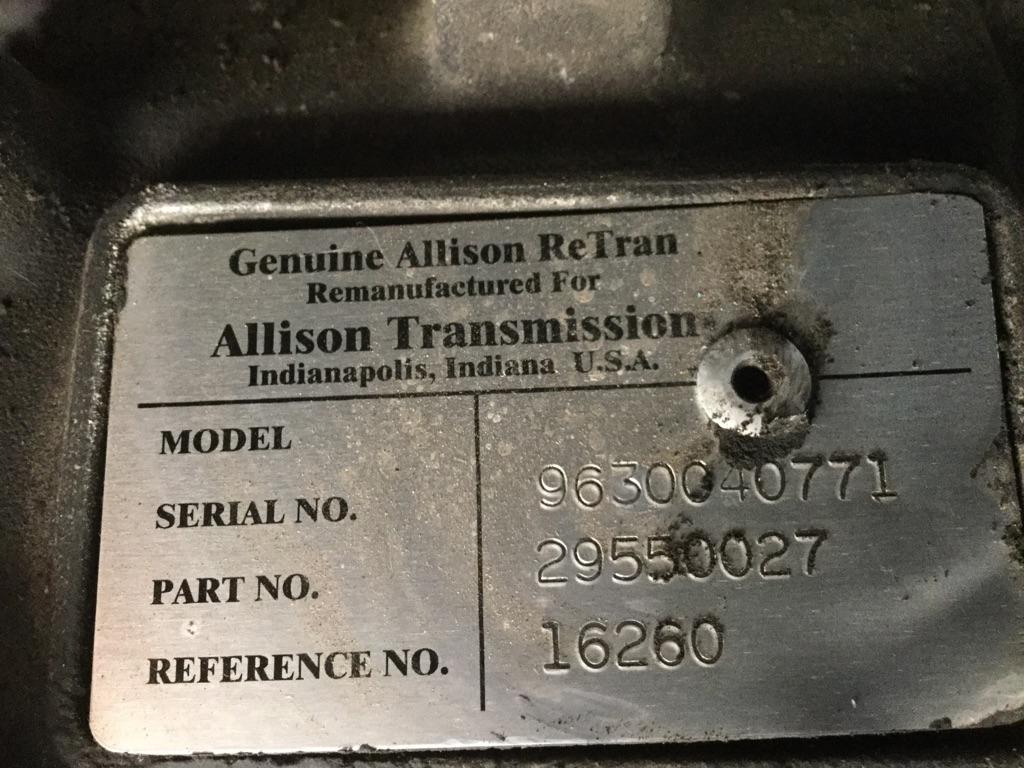 Genuine Allison ReTran
Remanufactured For
Allison Transmission
Indianapolis, Indiana U.S.A.
MODEL
SERIAL NO. 9630040771
PART NO. 29550027
REFERENCE NO. 16260